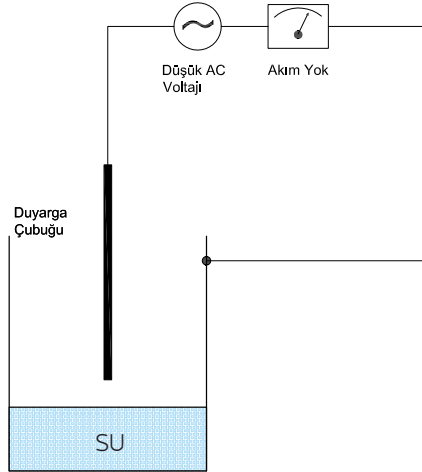 Düşük AC
Voltajı
Akım Yok
Duyarga
Çubuğu
SU